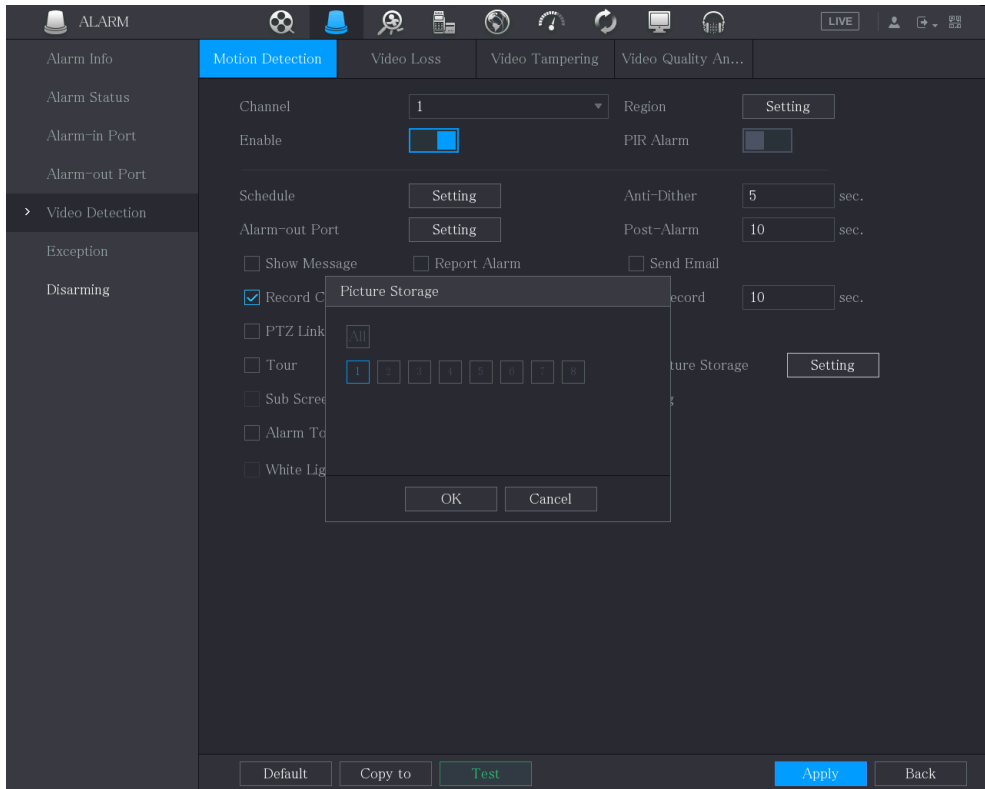 ALARM
LIVE
Alarm Info
Alarm Status
Alarm-in Port
Alarm-out Port
Video Detection
Exception
Disarming
Motion Detection Video Loss Video Tampering Video Quality An...
Channel 1 Region Setting
Enable PIR Alarm
Schedule Setting Anti-Dither 5 sec.
Alarm-out Port Setting Post-Alarm 10 sec.
Show Message Report Alarm Send Email
Record C ecord 10 sec.
PTZ Link
Tour ture Storage Setting
Sub Scree g
Alarm To
White Lig
Picture Storage
All
1 2 3 4 5 6 7 8
OK Cancel
Default Copy to Test Apply Back